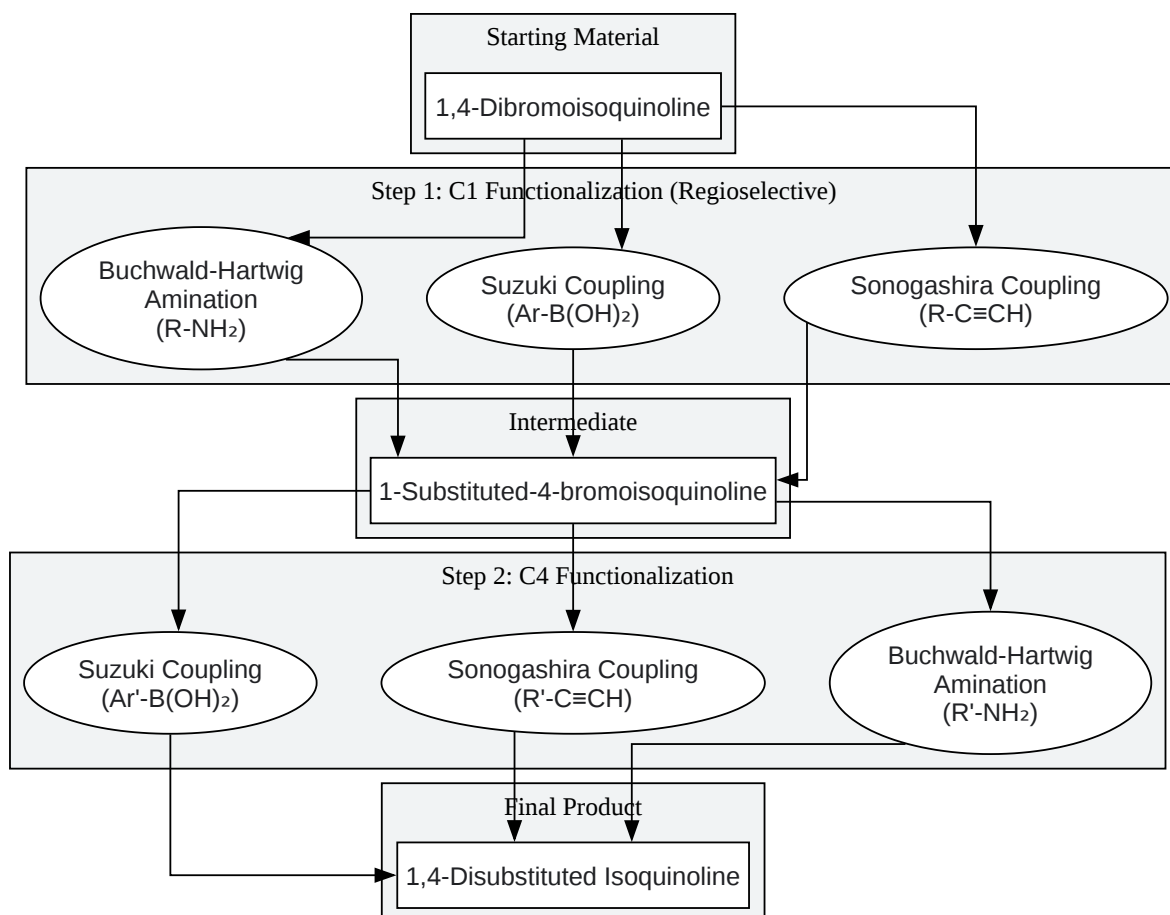 Starting Material
1,4-Dibromoisoquinoline
Step 1: C1 Functionalization (Regioselective)
Buchwald-Hartwig
Amination
(R-NH₂)
Suzuki Coupling
(Ar-B(OH)₂)
Sonogashira Coupling
(R-C≡CH)
Intermediate
1-Substituted-4-bromoisoquinoline
Step 2: C4 Functionalization
Suzuki Coupling
(Ar'-B(OH)₂)
Sonogashira Coupling
(R'-C≡CH)
Buchwald-Hartwig
Amination
(R'-NH₂)
Final Product
1,4-Disubstituted Isoquinoline